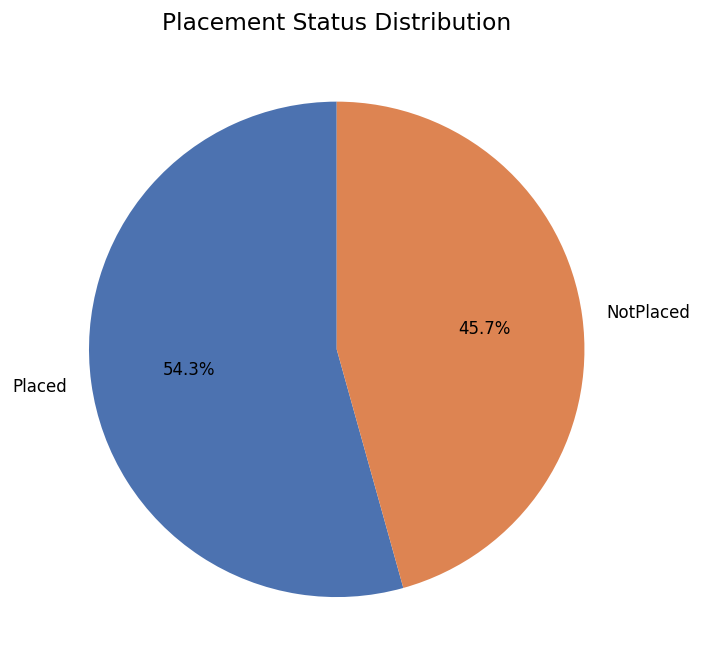 Placement Status Distribution
NotPlaced
45.7%
54.3%
Placed